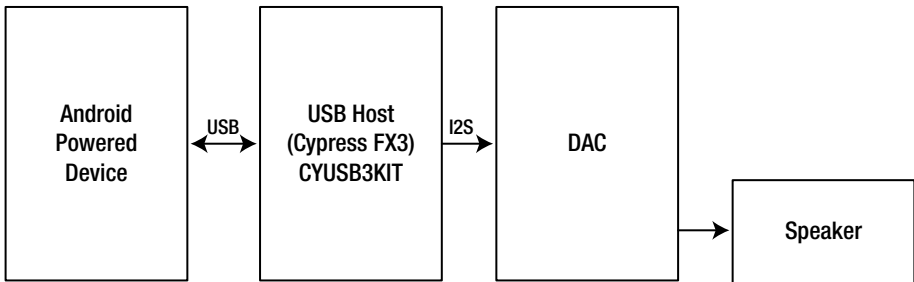 Android
Powered
Device
USB
USB Host
(Cypress FX3)
CYUSB3KIT
I2S
DAC
Speaker